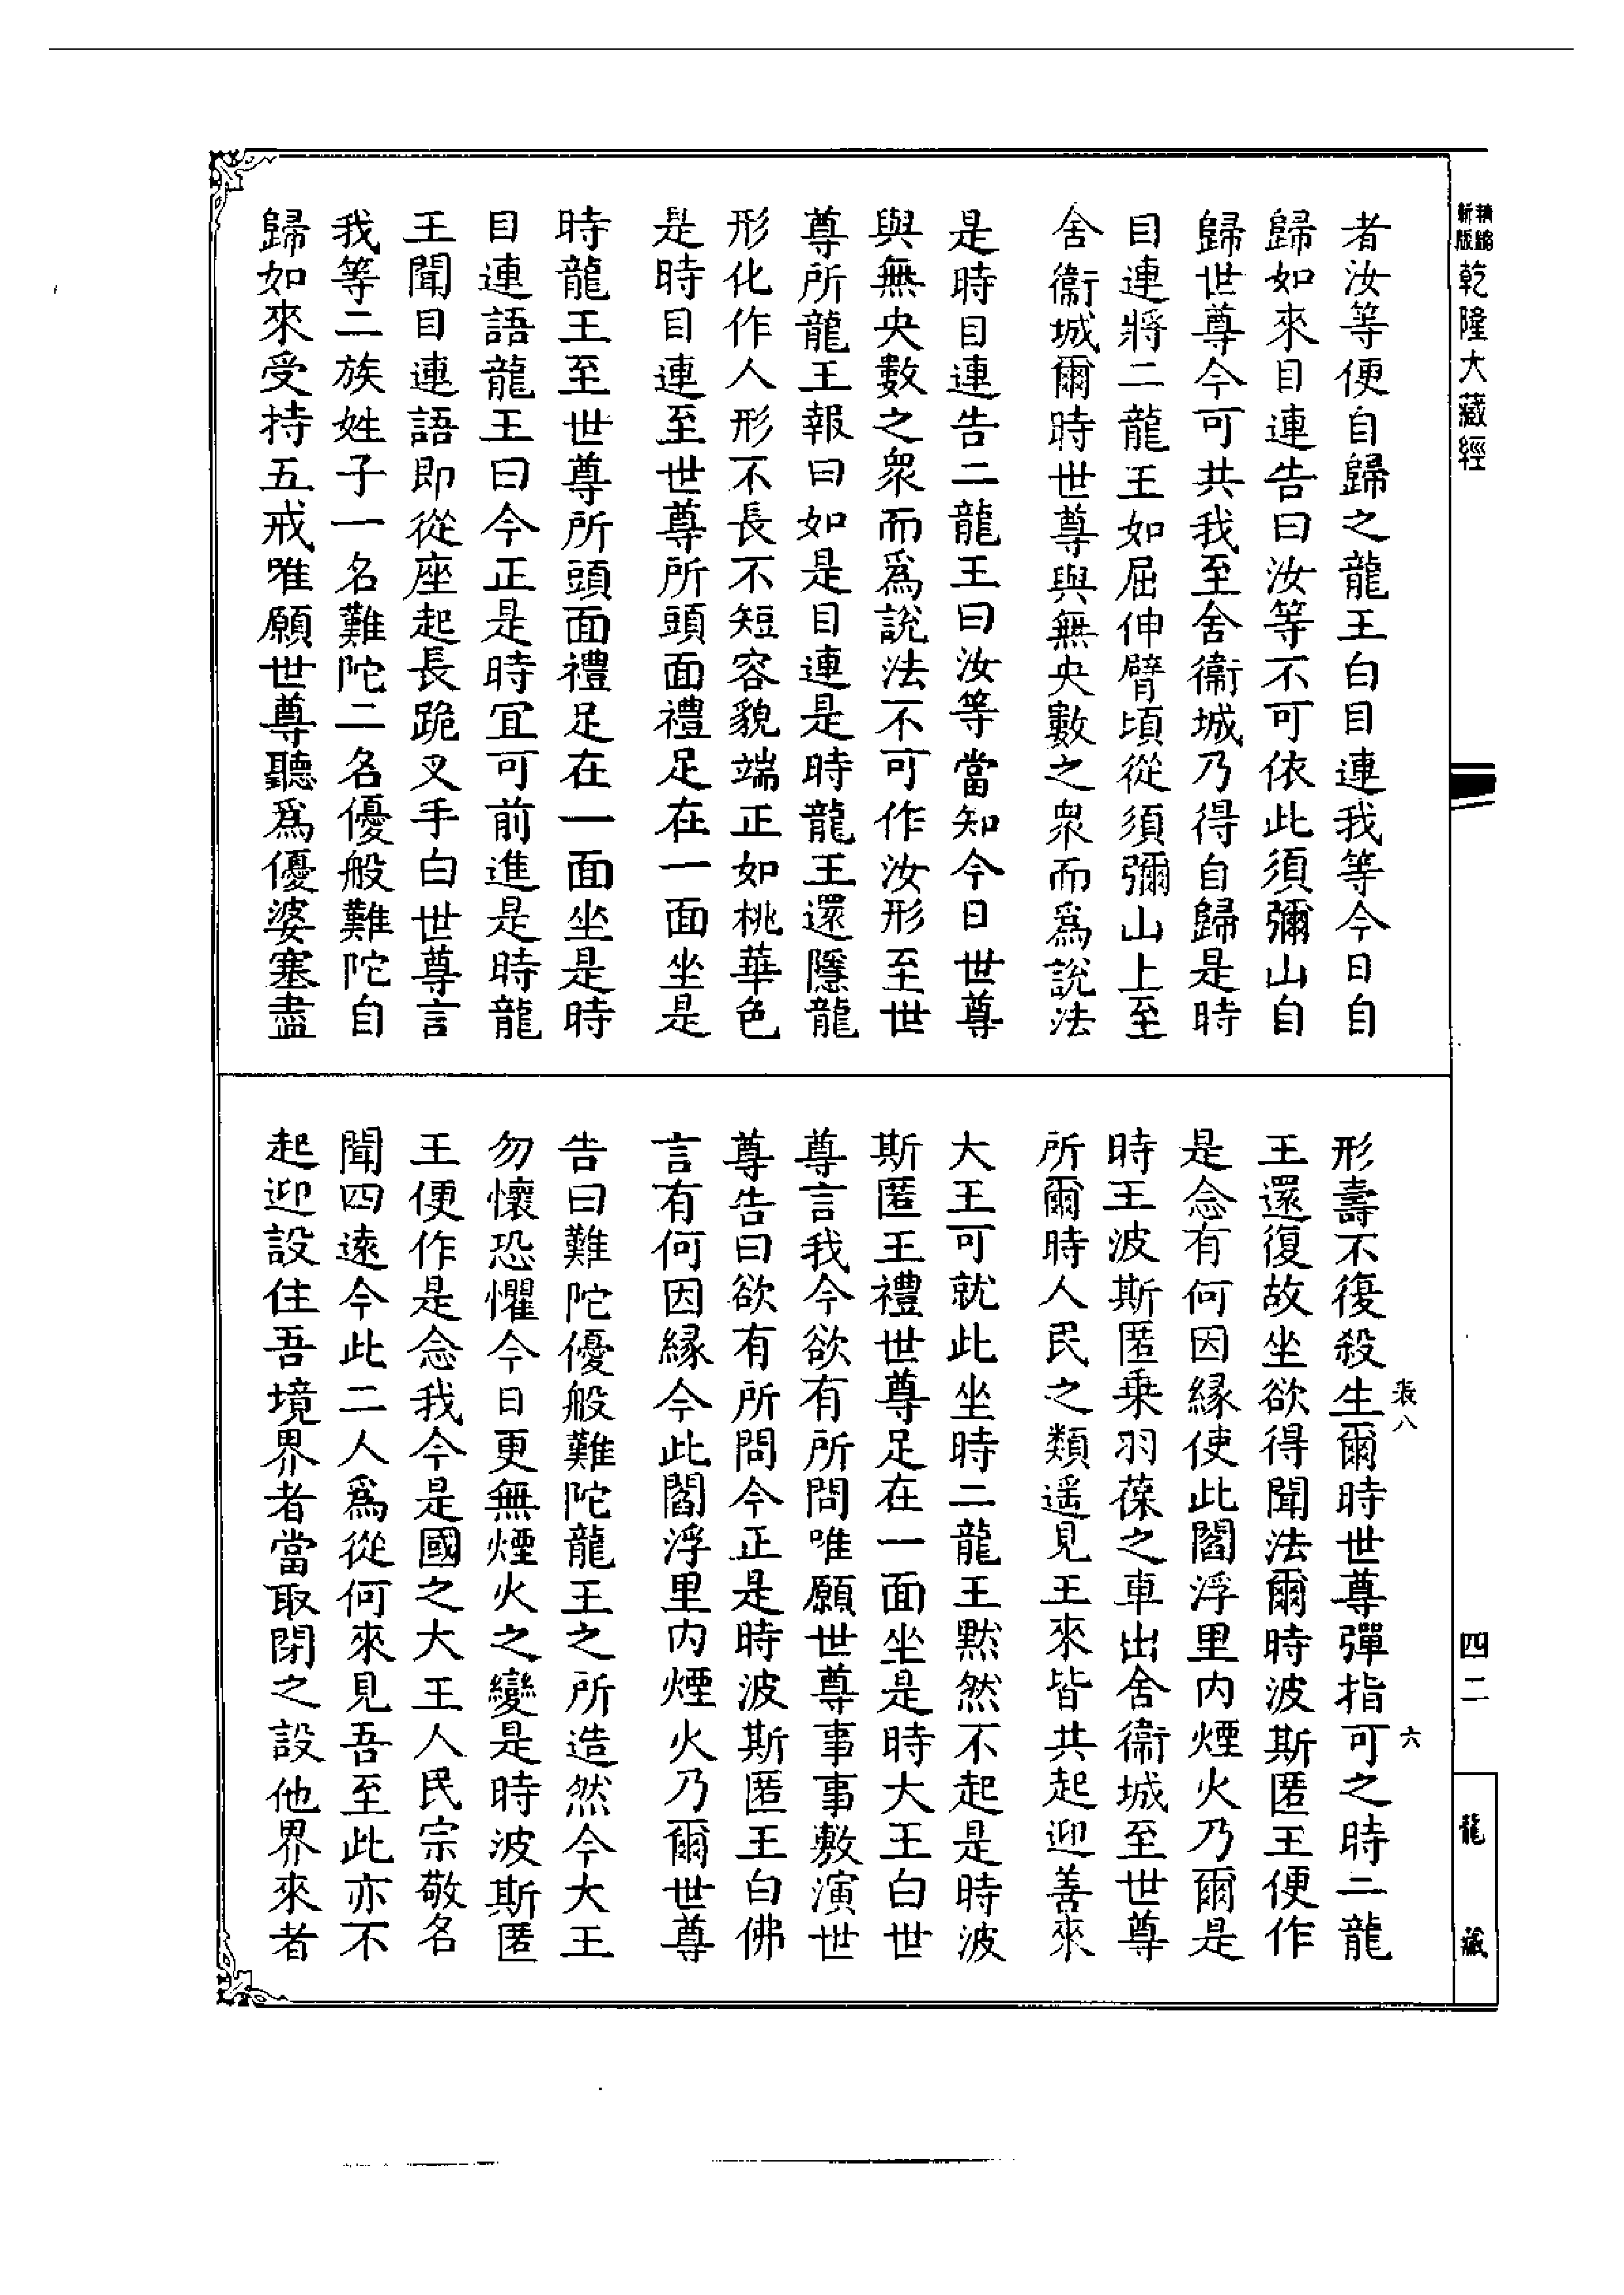 精縮新版乾隆大藏經
者汝等便自歸之龍王白目連我等今日自
歸如來目連告曰汝等不可依此須彌山自
歸世尊今可共我至舍衞城乃得自歸是時
目連將二龍王如屈伸臂頃從須彌山上至
舍衞城爾時世尊與無央數之衆而爲說法
是時目連告二龍王曰汝等當知今日世尊
與無央數之衆而爲說法不可作汝形至世
尊所龍王報曰如是目連是時龍王還隱龍
形化作人形不長不短容貌端正如桃華色
是時目連至世尊所頭面禮足在一面坐是
時龍王至世尊所頭面禮足在一面坐是時
目連語龍王曰今正是時宜可前進是時龍
王聞目連語即從座起長跪叉手白世尊言
我等二族姓子一名難陀二名優般難陀自
歸如來受持五戒唯願世尊聽爲優婆塞盡
形壽不復殺生爾時世尊彈指可之時二龍
王還復故坐欲得聞法爾時波斯匿王便作
是念有何因緣使此閻浮里內煙火乃爾是
時王波斯匿乗羽葆之車出舍衞城至世尊
所爾時人民之類遥見王來皆共起迎善來
大王可就此坐時二龍王默然不起是時波
斯匿王禮世尊足在一面坐是時大王白世
尊言我今欲有所問唯願世尊事事敷演世
尊告曰欲有所問今正是時波斯匿王白佛
言有何因緣今此閻浮里內煙火乃爾世尊
告曰難陀優般難陀龍王之所造然今大王
勿懷恐懼今日更無煙火之變是時波斯匿
王便作是念我今是國之大王人民宗敬名
聞四遠今此二人爲從何來見吾至此亦不
起迎設住吾境界者當取閉之設他界來者
八
六
四二
龍藏